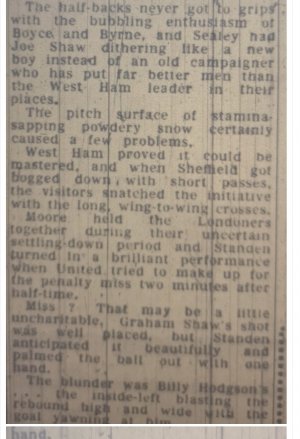 The half-backs never got to grips
with the bubbling enthusiasm of
Boyce and Byrne, and Sealey had
Joe Shaw dithering like a new
boy instead of an old campaigner
who has put far better men than
the West Ham leader in their
places.
The pitch surface of stamina-
sapping powdery snow certainly
caused a few problems.
West Ham proved it could be
mastered, and when Sheffield got
bogged down with short passes,
the visitors snatched the initiative
with the long, wing-to-wing crosses.
Moore held the Londoners
together during their uncertain
settling-down period and Standen
turned in a brilliant performance
when United tried to make up for
the penalty miss two minutes after
half-time.
Miss ? That may be a little
uncharitable, Graham Shaw's shot
was well placed, but Standen
anticipated it beautifully and
palmed the ball out with one
hand.
The blunder was Billy Hodgson's
... the inside-left blasting the
rebound high and wide with the
goal yawning at him
hand.